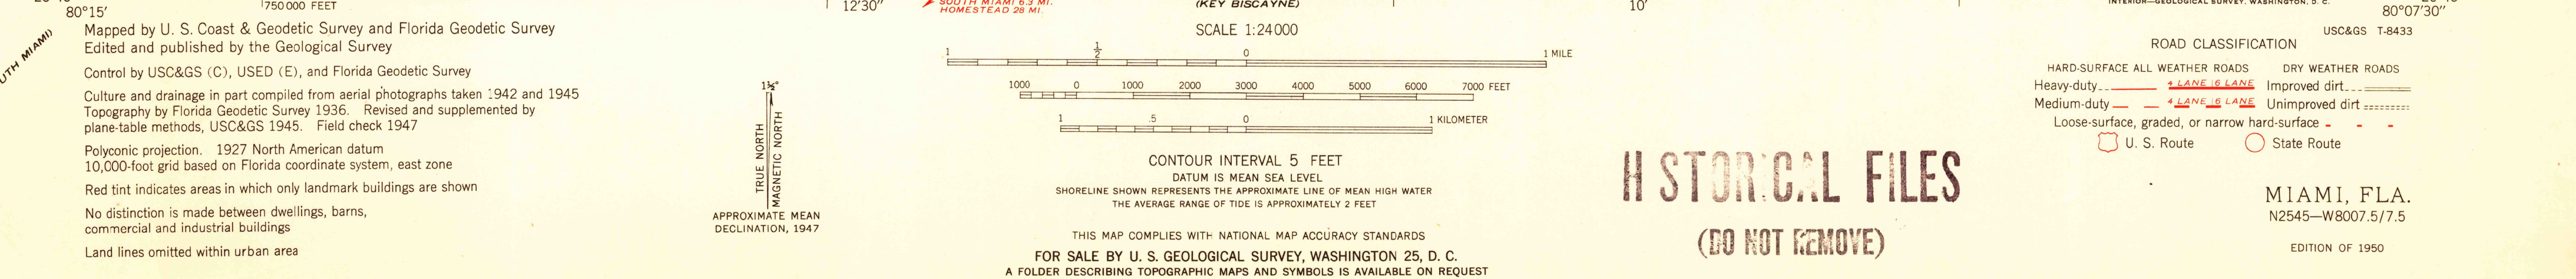 80°15′
750 000 FEET
12′30″
SOUTH MIAMI 6.3 MI.
HOMESTEAD 28 MI.
(KEY BISCAYNE)
10′
INTERIOR—GEOLOGICAL SURVEY, WASHINGTON, D. C.
80°07′30″
UTH MIAMI)
Mapped by U. S. Coast & Geodetic Survey and Florida Geodetic Survey
Edited and published by the Geological Survey
Control by USC&GS (C), USED (E), and Florida Geodetic Survey
Culture and drainage in part compiled from aerial photographs taken 1942 and 1945
Topography by Florida Geodetic Survey 1936. Revised and supplemented by
plane-table methods, USC&GS 1945. Field check 1947
Polyconic projection. 1927 North American datum
10,000-foot grid based on Florida coordinate system, east zone
Red tint indicates areas in which only landmark buildings are shown
No distinction is made between dwellings, barns,
commercial and industrial buildings
Land lines omitted within urban area
1½°
TRUE NORTH
MAGNETIC NORTH
APPROXIMATE MEAN
DECLINATION, 1947
SCALE 1:24000
1 ½ 0 1 MILE
1000 0 1000 2000 3000 4000 5000 6000 7000 FEET
1 .5 0 1 KILOMETER
CONTOUR INTERVAL 5 FEET
DATUM IS MEAN SEA LEVEL
SHORELINE SHOWN REPRESENTS THE APPROXIMATE LINE OF MEAN HIGH WATER
THE AVERAGE RANGE OF TIDE IS APPROXIMATELY 2 FEET
THIS MAP COMPLIES WITH NATIONAL MAP ACCURACY STANDARDS
FOR SALE BY U. S. GEOLOGICAL SURVEY, WASHINGTON 25, D. C.
A FOLDER DESCRIBING TOPOGRAPHIC MAPS AND SYMBOLS IS AVAILABLE ON REQUEST
HISTORICAL FILES
(DO NOT REMOVE)
USC&GS T-8433
ROAD CLASSIFICATION
HARD-SURFACE ALL WEATHER ROADS DRY WEATHER ROADS
Heavy-duty 4 LANE 6 LANE Improved dirt
Medium-duty 4 LANE 6 LANE Unimproved dirt
Loose-surface, graded, or narrow hard-surface
U. S. Route State Route
MIAMI, FLA.
N2545—W8007.5/7.5
EDITION OF 1950